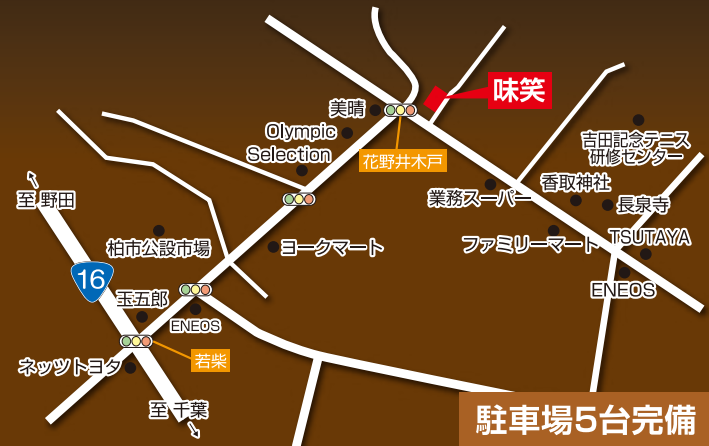 味笑
美晴
Olympic
Selection
花野井木戸
吉田記念テニス
研修センター
香取神社
業務スーパー
長泉寺
至 野田
柏市公設市場
ヨークマート
ファミリーマート
TSUTAYA
16
ENEOS
玉五郎
ENEOS
ネッツトヨタ
若柴
至 千葉
駐車場5台完備